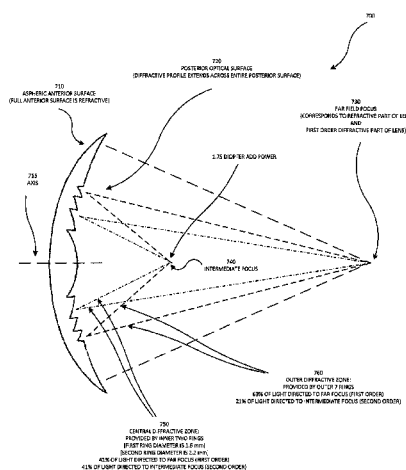 700
710
ASPHERIC ANTERIOR SURFACE
(FULL ANTERIOR SURFACE IS REFRACTIVE)
720
POSTERIOR OPTICAL SURFACE
(DIFFRACTIVE PROFILE EXTENDS ACROSS ENTIRE POSTERIOR SURFACE)
730
FAR FIELD FOCUS
(CORRESPONDS TO REFRACTIVE PART OF LE
AND
FIRST ORDER DIFFRACTIVE PART OF LENS)
1.75 DIOPTER ADD POWER
715
AXIS
740
INTERMEDIATE FOCUS
760
OUTER DIFFRACTIVE ZONE:
PROVIDED BY OUTER 7 RINGS
OF LIGHT DIRECTED TO FAR FOCUS (FIRST ORDER)
21% OF LIGHT DIRECTED TO INTERMEDIATE FOCUS (SECOND ORDER)
750
CENTRAL DIFFRACTIVE ZONE:
PROVIDED BY INNER TWO RINGS
(FIRST RING DIAMETER IS 1.6 mm)
(SECOND RING DIAMETER IS 2.2 mm)
41% OF LIGHT DIRECTED TO FAR FOCUS (FIRST ORDER)
41% OF LIGHT DIRECTED TO INTERMEDIATE FOCUS (SECOND ORDER)